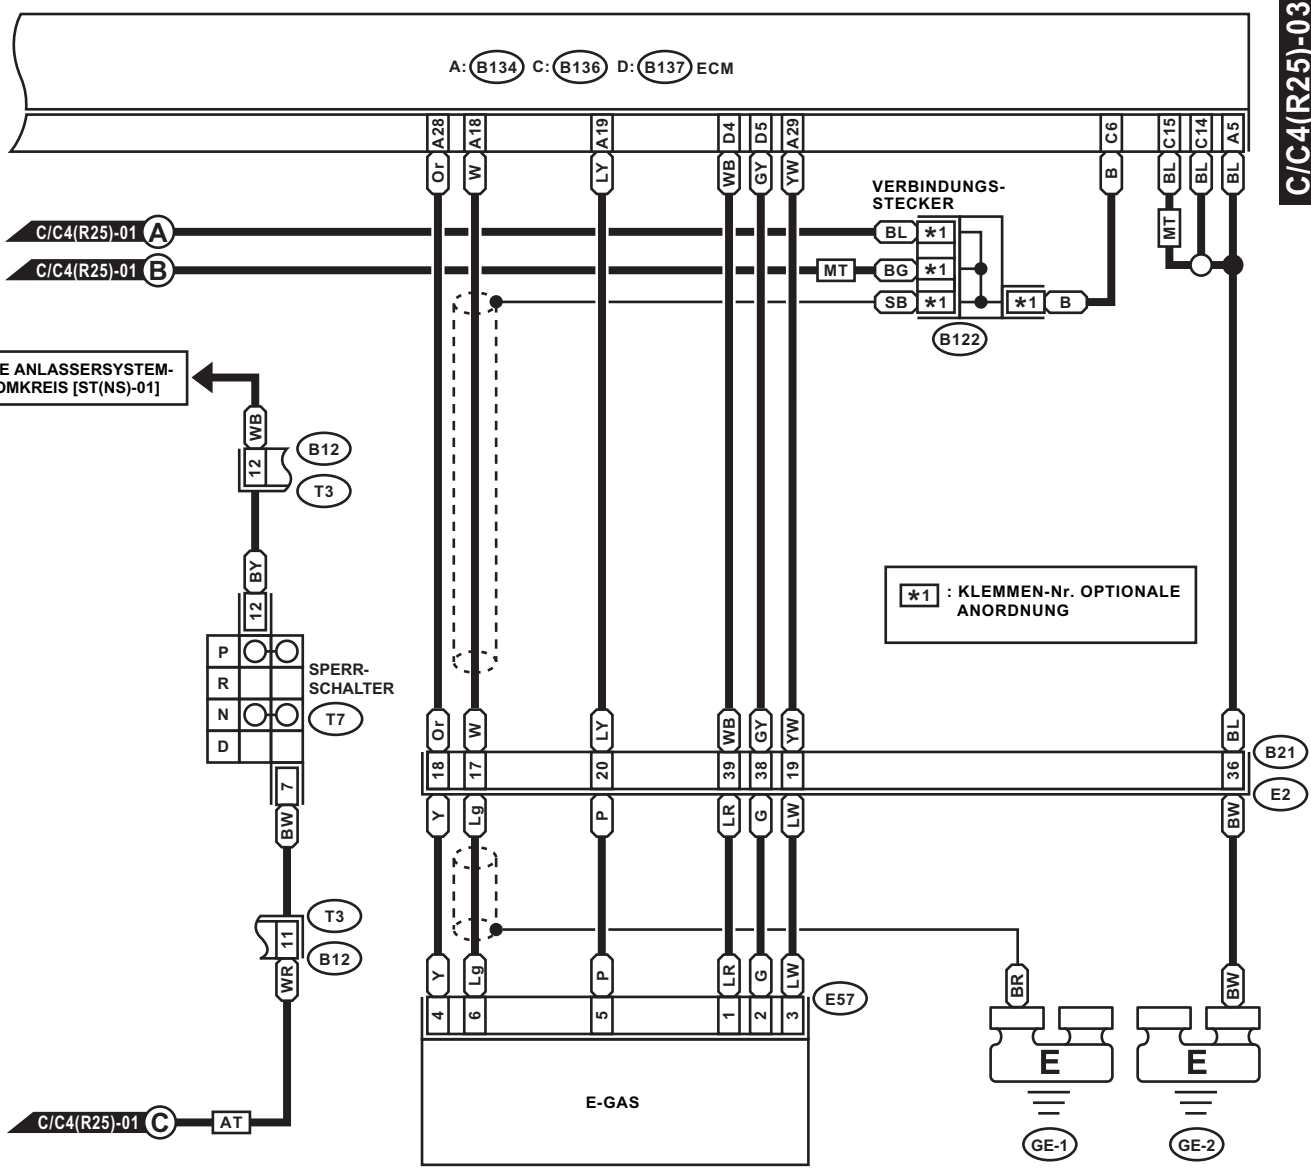 C/C4(R25)-03
A: B134 C: B136 D: B137 ECM
A28 A18 A19 D4 D5 A29 C6 C15 C14 A5
Or W LY WB GY YW B BL BL BL
MT
VERBINDUNGS-
STECKER
C/C4(R25)-01 A BL *1
C/C4(R25)-01 B MT BG *1
SB *1 *1 B
B122
E ANLASSERSYSTEM-
OMKREIS [ST(NS)-01]
WB
12
B12
T3
BY
12
*1 : KLEMMEN-Nr. OPTIONALE
ANORDNUNG
P
R
N
D
SPERR-
SCHALTER
T7
7
BW
Or W LY WB GY YW BL
18 17 20 39 38 19 36
B21
E2
Y Lg P LR G LW BW
T3
11
B12
WR
Y Lg P LR G LW BR BW
4 6 5 1 2 3
E57
E-GAS
E E
GE-1 GE-2
C/C4(R25)-01 C AT